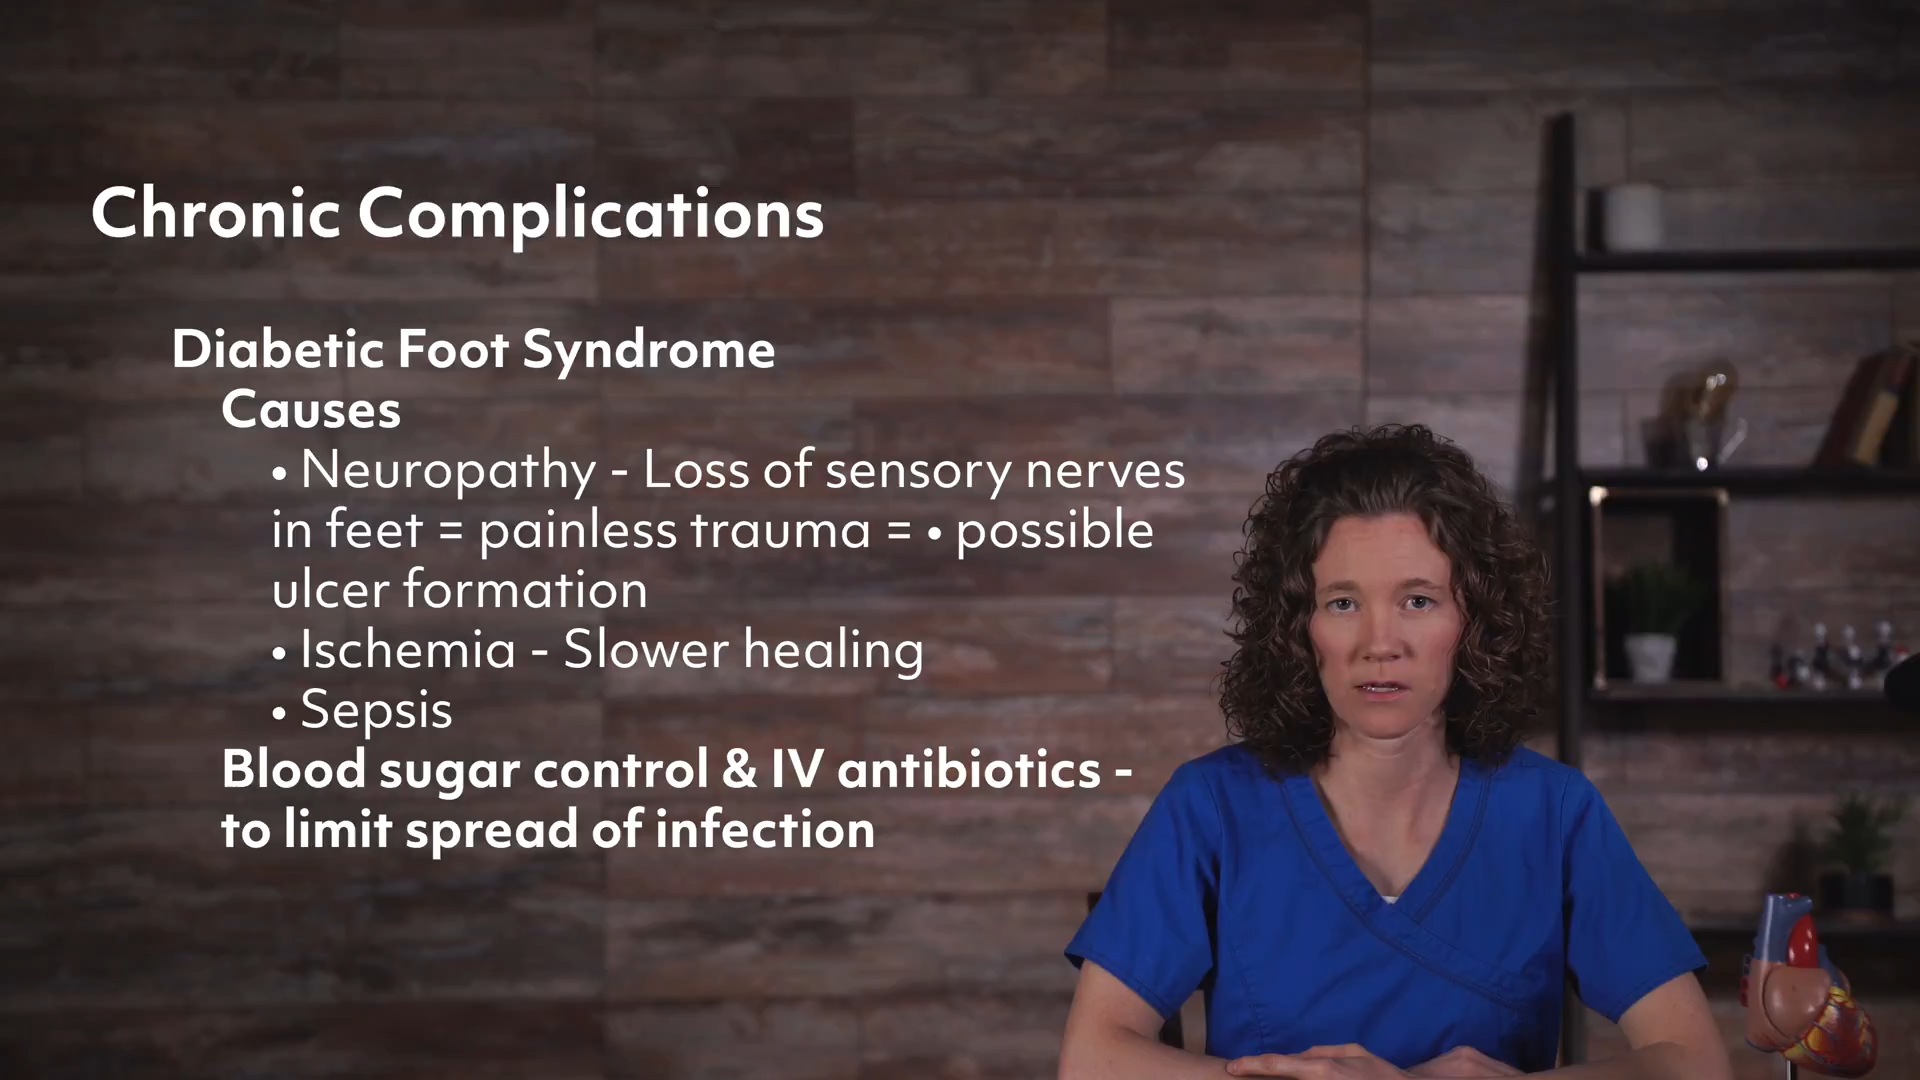 Chronic Complications
Diabetic Foot Syndrome
Causes
• Neuropathy - Loss of sensory nerves
in feet = painless trauma = • possible
ulcer formation
• Ischemia - Slower healing
• Sepsis
Blood sugar control & IV antibiotics -
to limit spread of infection